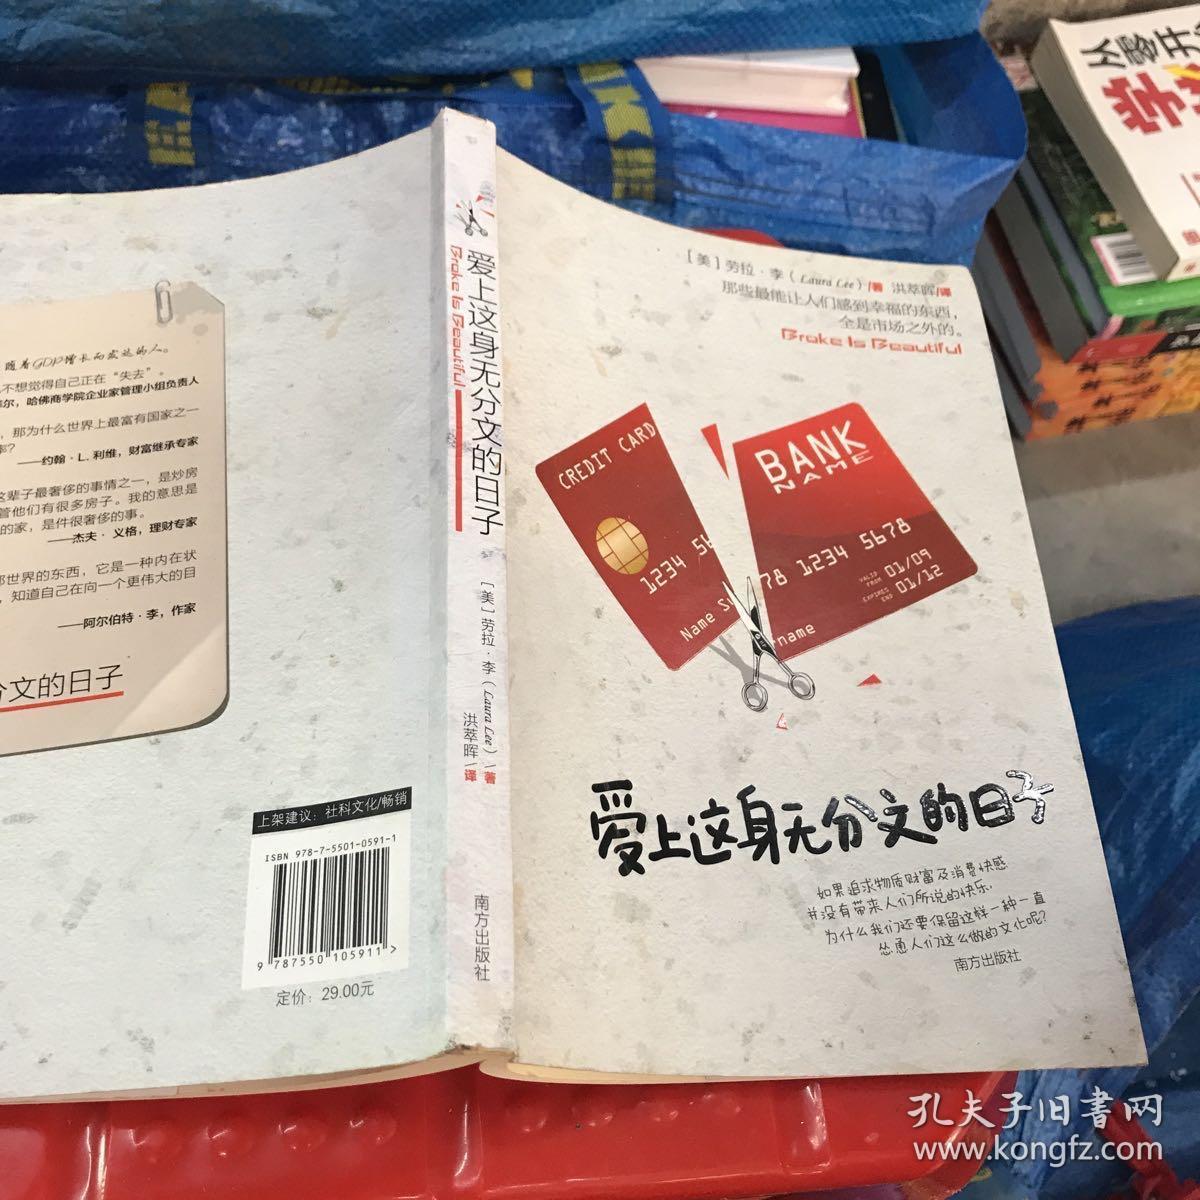 随着GDP增长而变达的人。
不想觉得自己正在“失去”。
尔，哈佛商学院企业家管理小组负责人
，那为什么世界上最富有国家之一
——约翰·L. 利维，财富继承专家
这辈子最奢侈的事情之一，是炒房
管他们有很多房子。我的意思是
的家，是件很奢侈的事。
——杰夫·义格，理财专家
部世界的东西，它是一种内在状
，知道自己在向一个更伟大的目
——阿尔伯特·李，作家
分文的日子
上架建议：社科文化/畅销
ISBN 978-7-5501-0591-1
9 787550 105911 >
定价：29.00元
爱上这身无分文的日子
Broke Is Beautiful
［美］劳拉·李（Laura Lee）/著
洪萃晖/译
南方出版社
［美］劳拉·李（Laura Lee）/著 洪萃晖/译
那些最能让人们感到幸福的东西，
全是市场之外的。
Broke Is Beautiful
CREDIT CARD
1234 56
Name Su
BANK
NAME
78 1234 5678
VALID FROM 01/09
EXPIRES END 01/12
rname
爱上这身无分文的日子
如果追求物质财富及消费快感
并没有带来人们所说的快乐，
为什么我们还要保留这样一种一直
怂恿人们这么做的文化呢？
南方出版社
从零开
学
孔夫子旧书网
www.kongfz.com